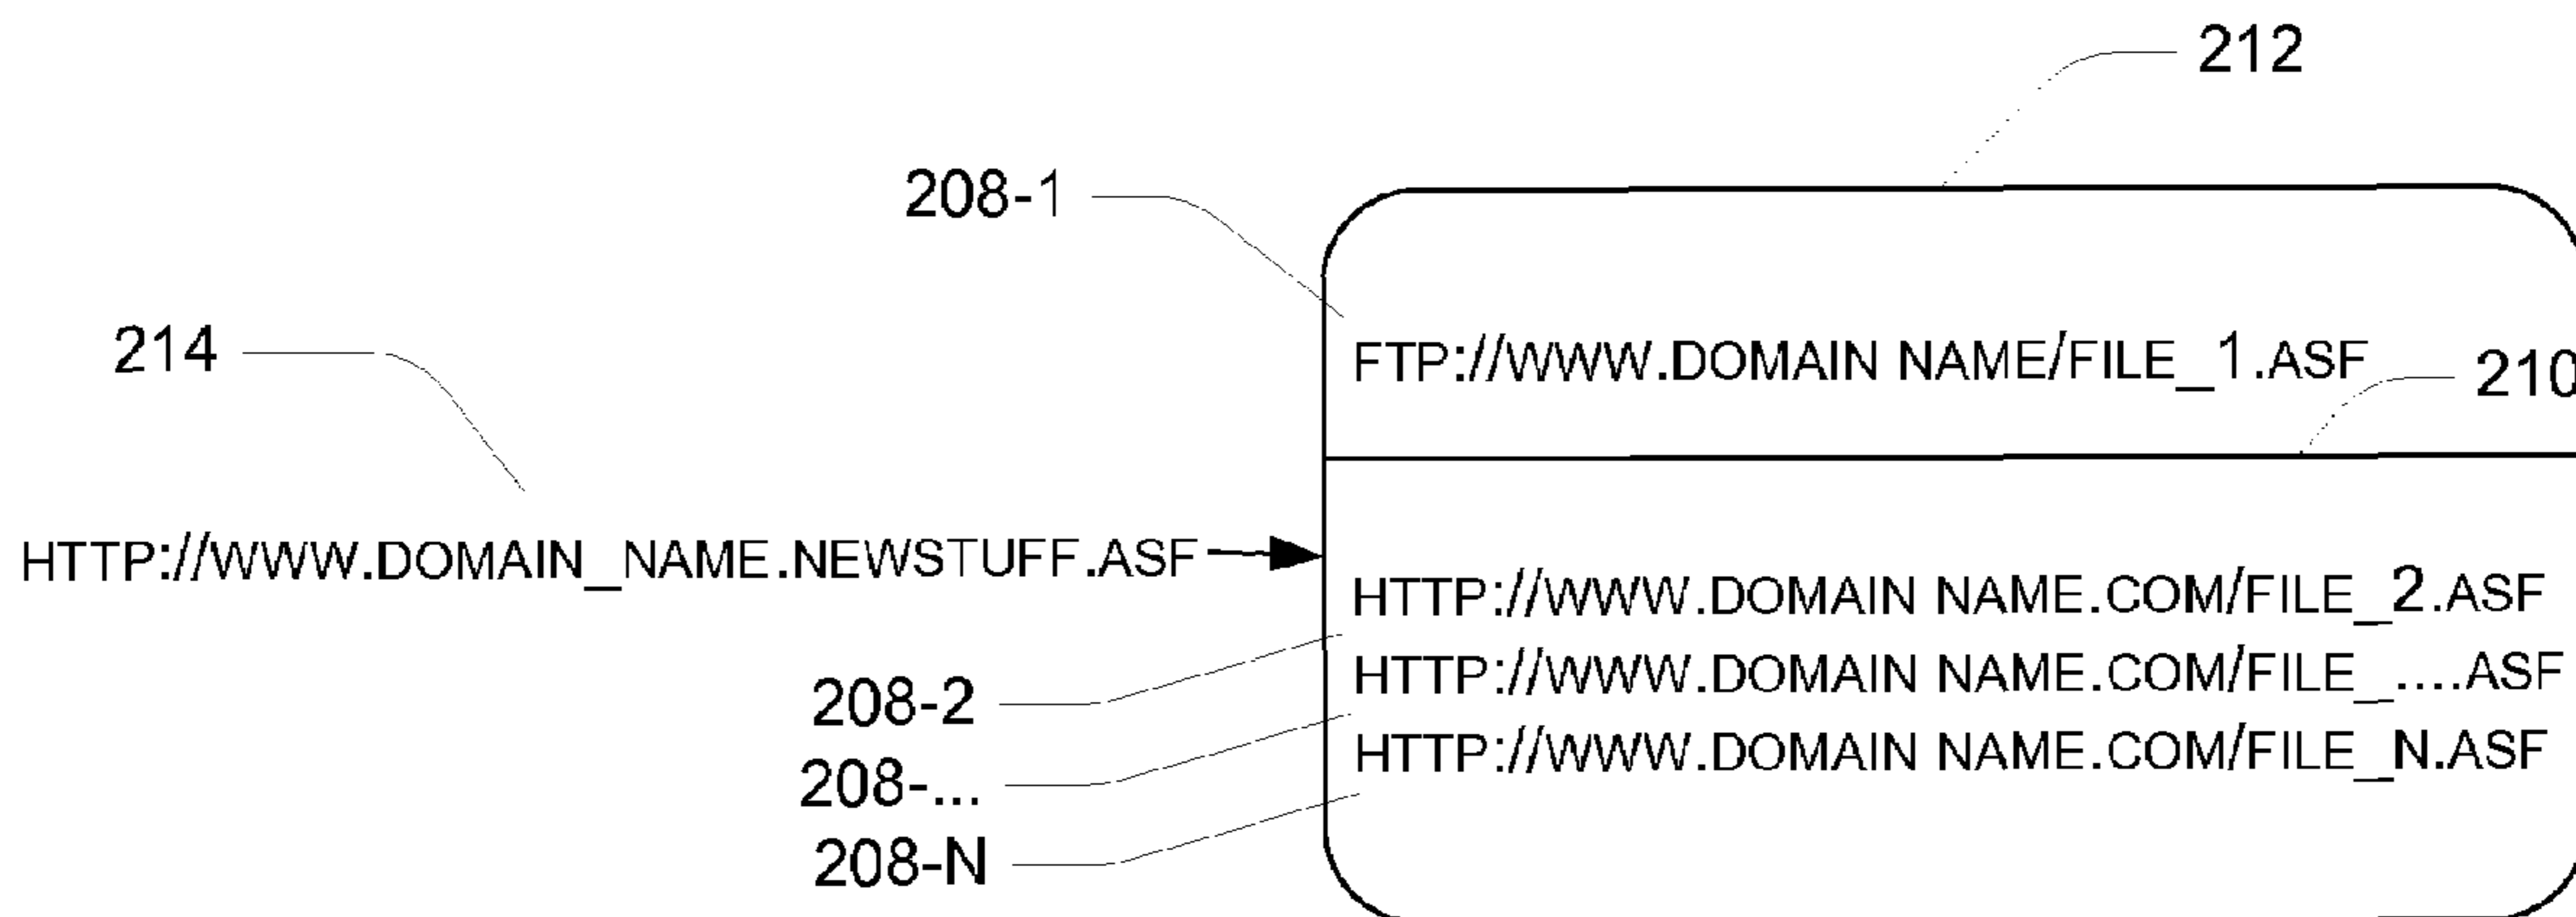 212
208-1
214
FTP://WWW.DOMAIN NAME/FILE_1.ASF
210
HTTP://WWW.DOMAIN_NAME.NEWSTUFF.ASF
HTTP://WWW.DOMAIN NAME.COM/FILE_2.ASF
208-2
HTTP://WWW.DOMAIN NAME.COM/FILE_....ASF
208-...
HTTP://WWW.DOMAIN NAME.COM/FILE_N.ASF
208-N